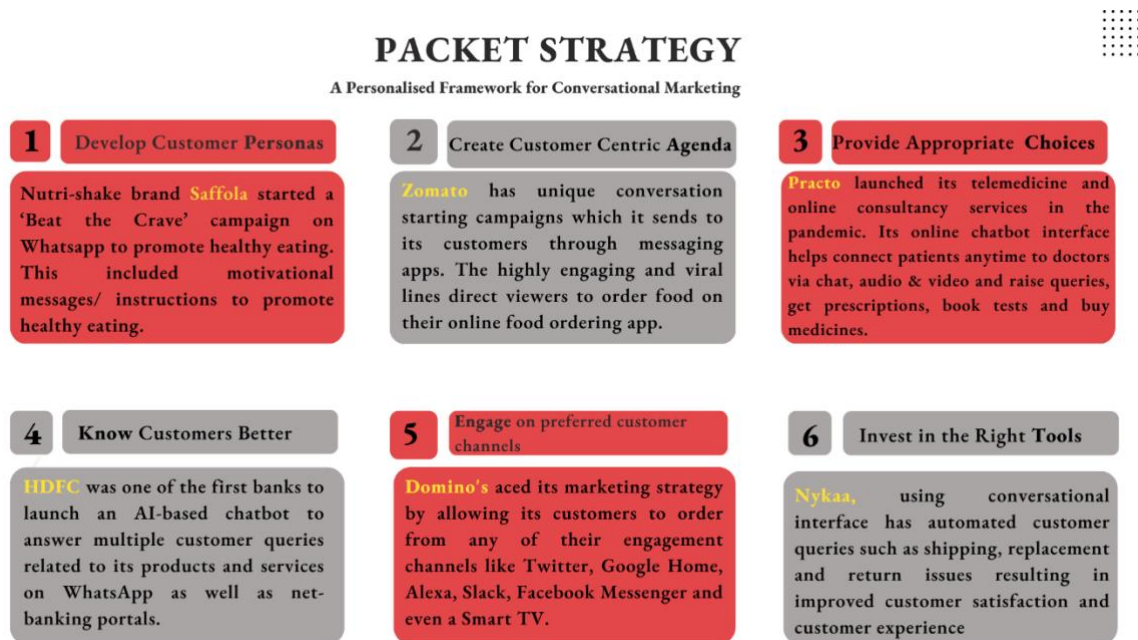 PACKET STRATEGY
A Personalised Framework for Conversational Marketing
1
Develop Customer Personas
Nutri-shake brand Saffola started a
‘Beat the Crave’ campaign on
Whatsapp to promote healthy eating.
This included motivational
messages/ instructions to promote
healthy eating.
2
Create Customer Centric Agenda
Zomato has unique conversation
starting campaigns which it sends to
its customers through messaging
apps. The highly engaging and viral
lines direct viewers to order food on
their online food ordering app.
3
Provide Appropriate Choices
Practo launched its telemedicine and
online consultancy services in the
pandemic. Its online chatbot interface
helps connect patients anytime to doctors
via chat, audio & video and raise queries,
get prescriptions, book tests and buy
medicines.
4
Know Customers Better
HDFC was one of the first banks to
launch an AI-based chatbot to
answer multiple customer queries
related to its products and services
on WhatsApp as well as net-
banking portals.
5
Engage on preferred customer
channels
Domino's aced its marketing strategy
by allowing its customers to order
from any of their engagement
channels like Twitter, Google Home,
Alexa, Slack, Facebook Messenger and
even a Smart TV.
6
Invest in the Right Tools
Nykaa, using conversational
interface has automated customer
queries such as shipping, replacement
and return issues resulting in
improved customer satisfaction and
customer experience